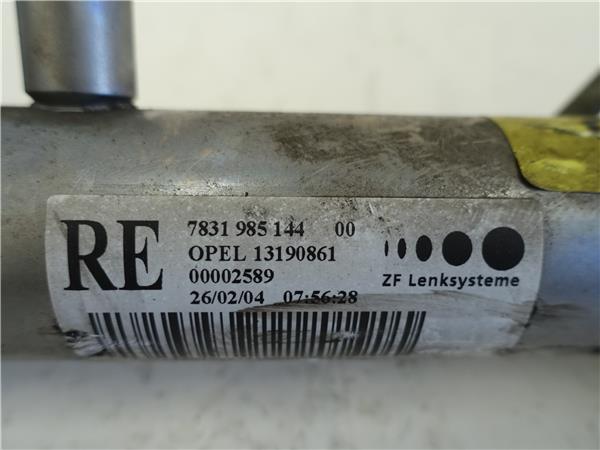 RE
7831 985 144 00
OPEL 13190861
00002589
26/02/04 07:56:28
ZF Lenksysteme